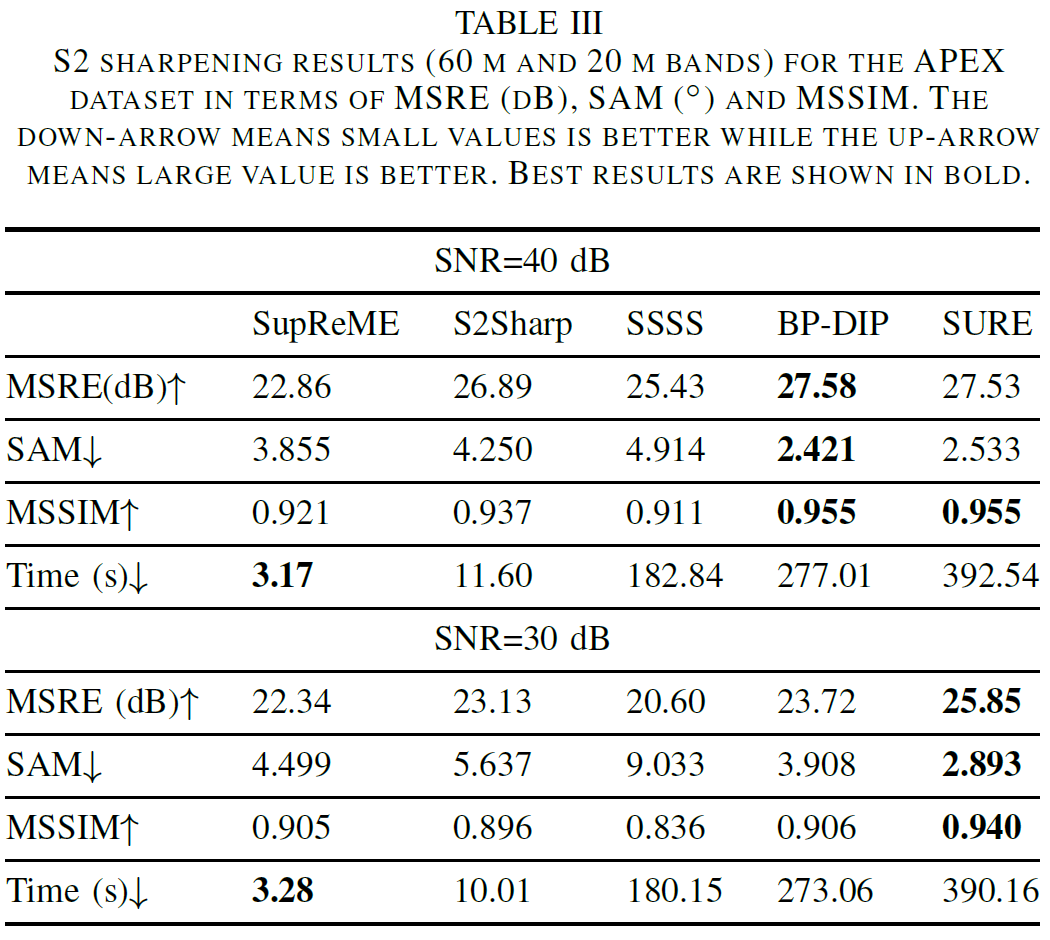 TABLE III
S2 SHARPENING RESULTS (60 M AND 20 M BANDS) FOR THE APEX
DATASET IN TERMS OF MSRE (DB), SAM (°) AND MSSIM. THE
DOWN-ARROW MEANS SMALL VALUES IS BETTER WHILE THE UP-ARROW
MEANS LARGE VALUE IS BETTER. BEST RESULTS ARE SHOWN IN BOLD.
SNR=40 dB
SupReME S2Sharp SSSS BP-DIP SURE
MSRE(dB)↑ 22.86 26.89 25.43 27.58 27.53
SAM↓ 3.855 4.250 4.914 2.421 2.533
MSSIM↑ 0.921 0.937 0.911 0.955 0.955
Time (s)↓ 3.17 11.60 182.84 277.01 392.54
SNR=30 dB
MSRE (dB)↑ 22.34 23.13 20.60 23.72 25.85
SAM↓ 4.499 5.637 9.033 3.908 2.893
MSSIM↑ 0.905 0.896 0.836 0.906 0.940
Time (s)↓ 3.28 10.01 180.15 273.06 390.16